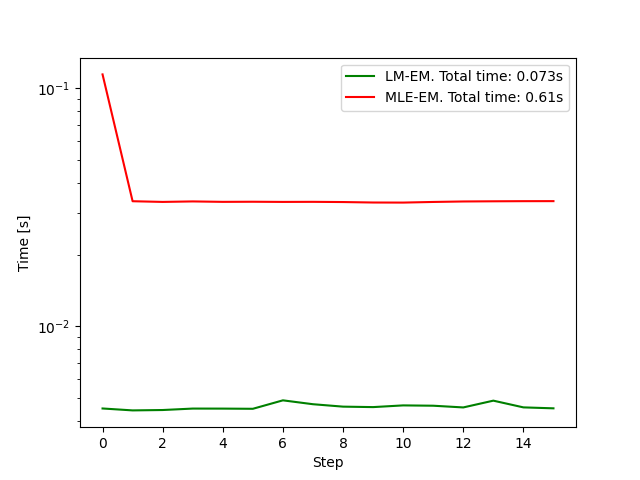 LM-EM. Total time: 0.073s
MLE-EM. Total time: 0.61s
10⁻¹
10⁻²
Time [s]
0 2 4 6 8 10 12 14
Step